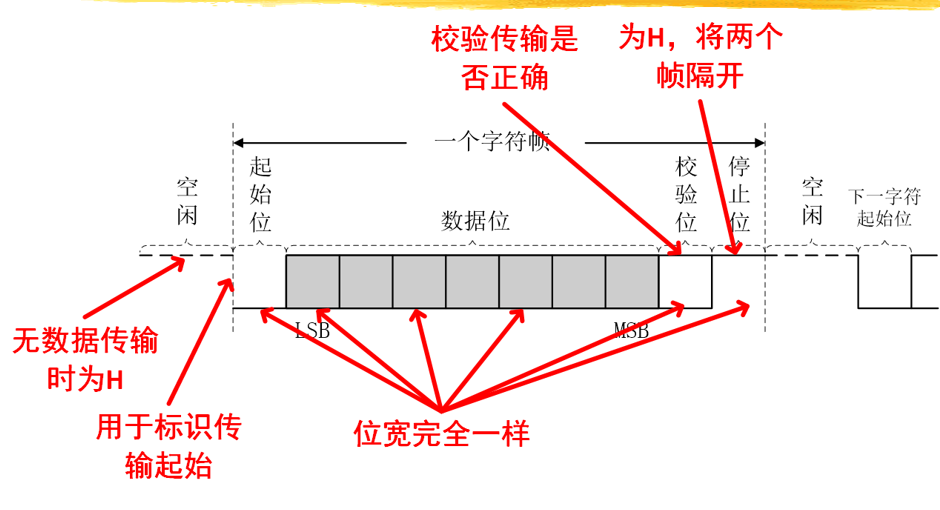 校验传输是
否正确
为H，将两个
帧隔开
一个字符帧
空闲
起始位
数据位
校验位
停止位
空闲
下一字符
起始位
LSB
MSB
无数据传输
时为H
用于标识传
输起始
位宽完全一样